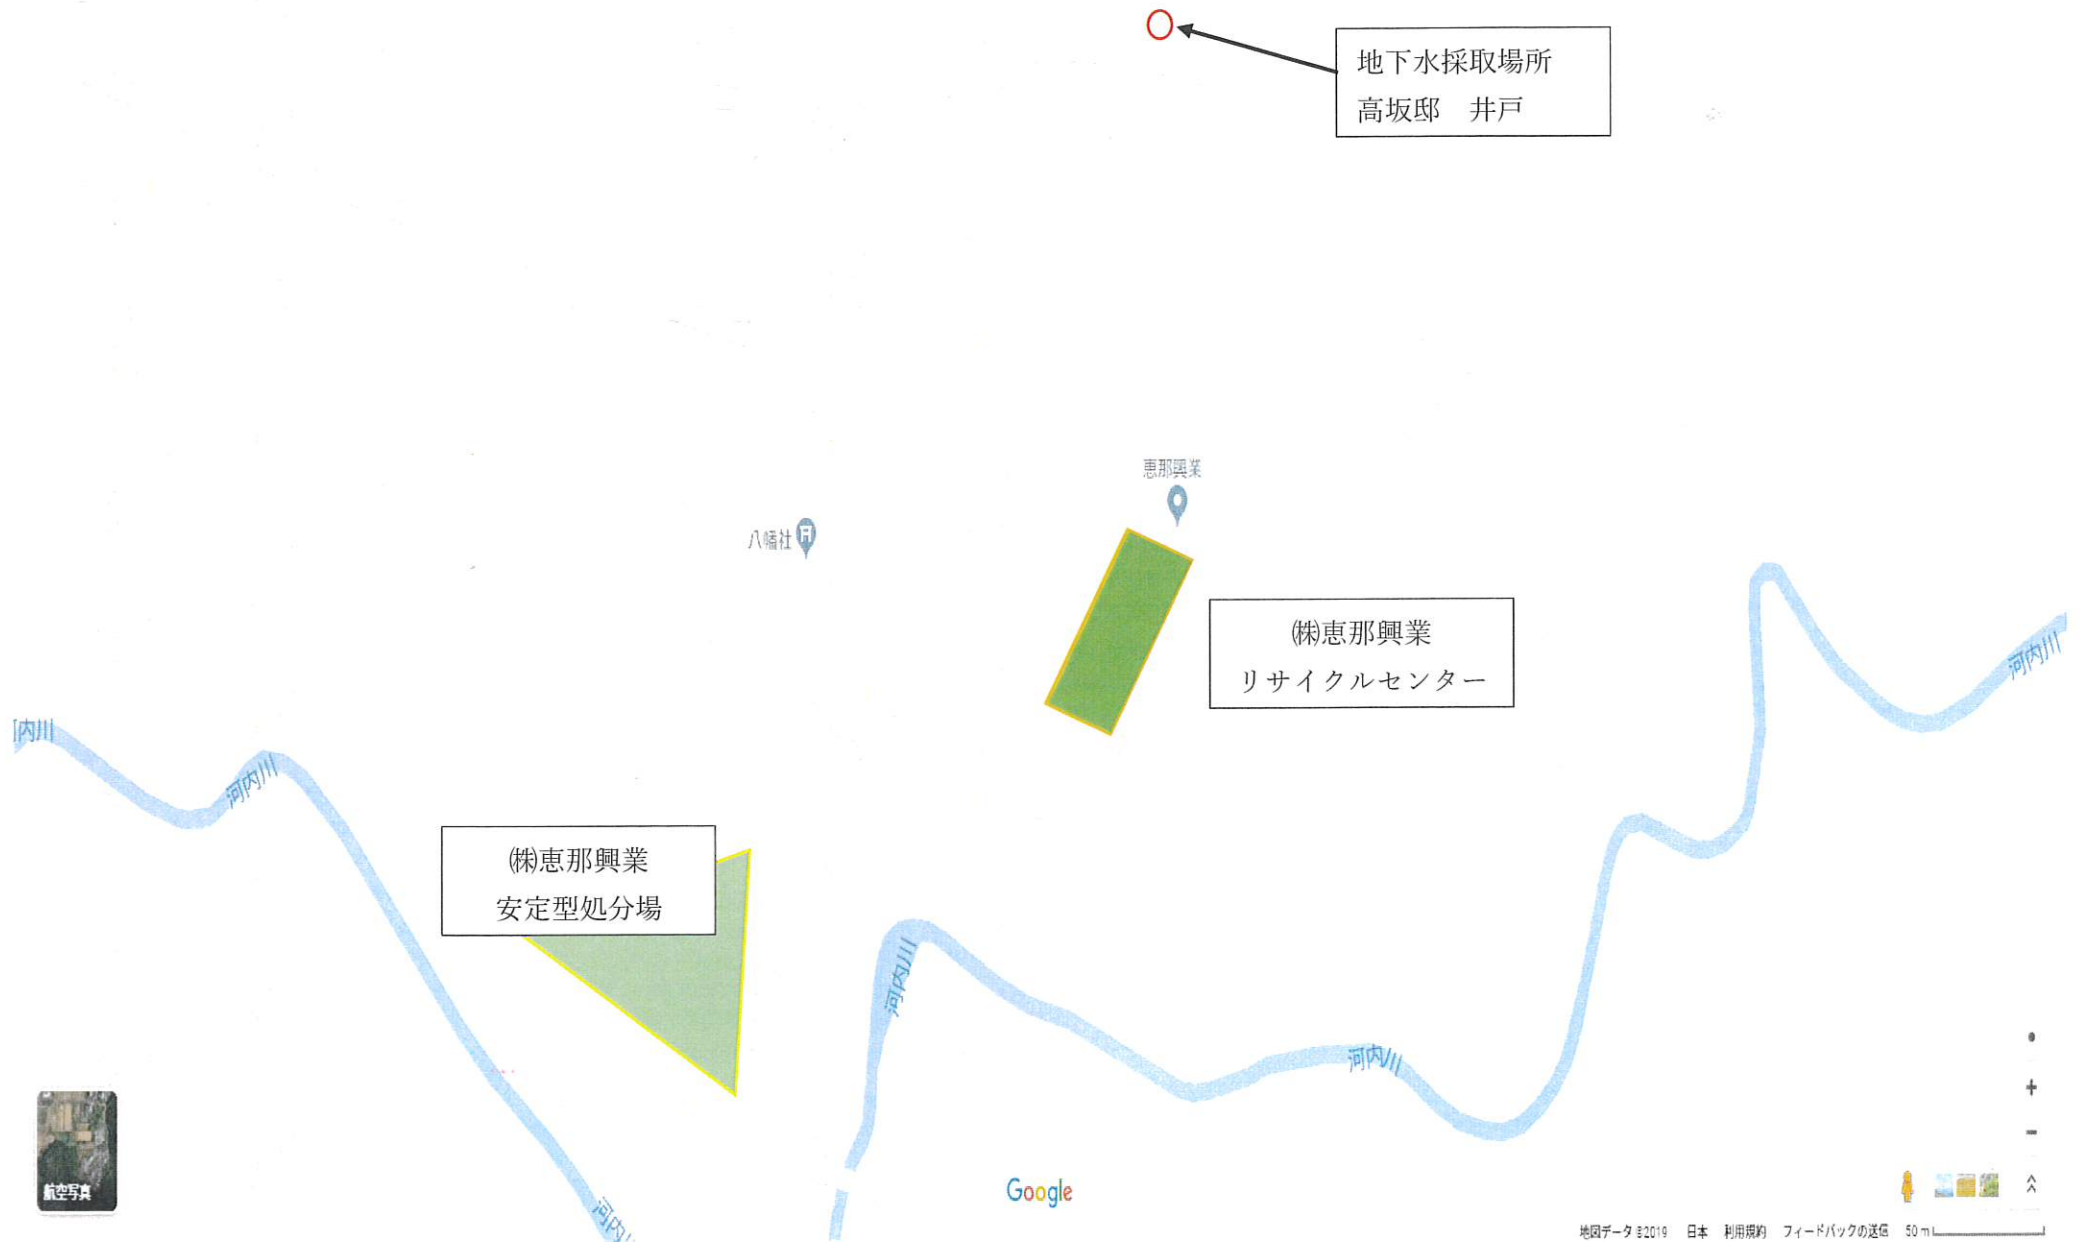 地下水採取場所
高坂邸　井戸
恵那興業
八幡社
㈱恵那興業
リサイクルセンター
河内川
内川
河内川
㈱恵那興業
安定型処分場
河内川
河内川
河内
航空写真
Google
地図データ ©2019 日本 利用規約 フィードバックの送信 50 m